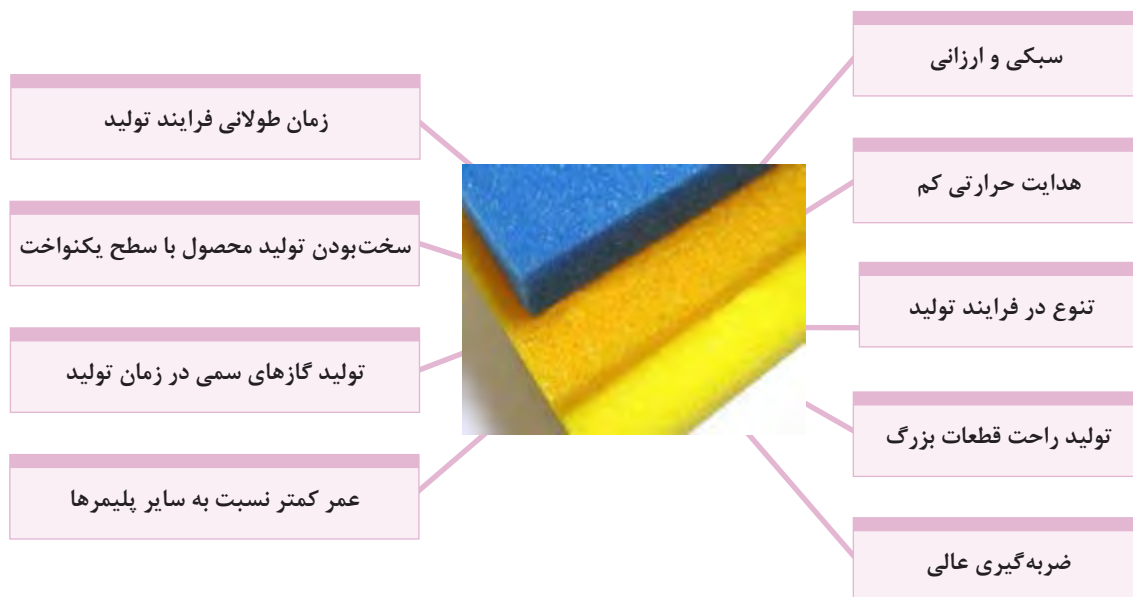 سبکی و ارزانی
هدایت حرارتی کم
تنوع در فرایند تولید
تولید راحت قطعات بزرگ
ضربه‌گیری عالی
زمان طولانی فرایند تولید
سخت‌بودن تولید محصول با سطح یکنواخت
تولید گازهای سمی در زمان تولید
عمر کمتر نسبت به سایر پلیمرها